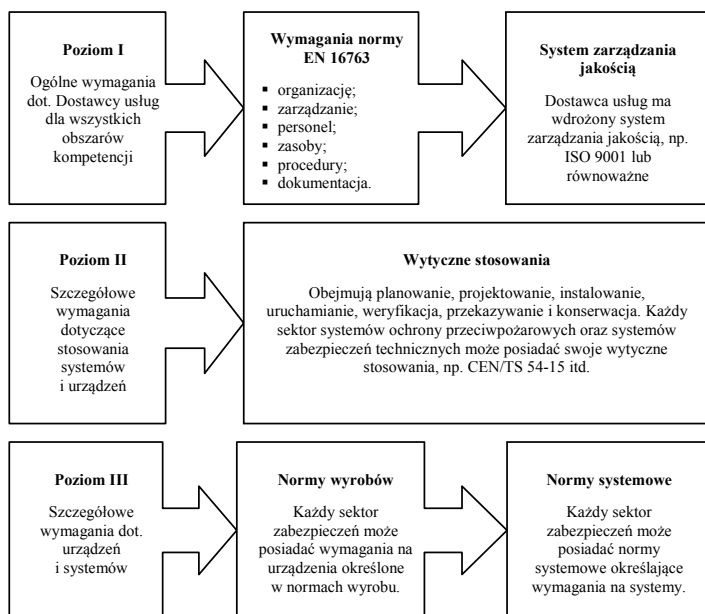 Poziom I
Ogólne wymagania
dot. Dostawcy usług
dla wszystkich
obszarów
kompetencji
Wymagania normy
EN 16763
▪ organizację;
▪ zarządzanie;
▪ personel;
▪ zasoby;
▪ procedury;
▪ dokumentacja.
System zarządzania
jakością
Dostawca usług ma
wdrożony system
zarządzania jakością, np.
ISO 9001 lub
równoważne
Poziom II
Szczegółowe
wymagania
dotyczące
stosowania
systemów
i urządzeń
Wytyczne stosowania
Obejmują planowanie, projektowanie, instalowanie,
uruchamianie, weryfikacja, przekazywanie i konserwacja. Każdy
sektor systemów ochrony przeciwpożarowych oraz systemów
zabezpieczeń technicznych może posiadać swoje wytyczne
stosowania, np. CEN/TS 54-15 itd.
Poziom III
Szczegółowe
wymagania dot.
urządzeń
i systemów
Normy wyrobów
Każdy sektor
zabezpieczeń może
posiadać wymagania na
urządzenia określone
w normach wyrobu.
Normy systemowe
Każdy sektor
zabezpieczeń może
posiadać normy
systemowe określające
wymagania na systemy.